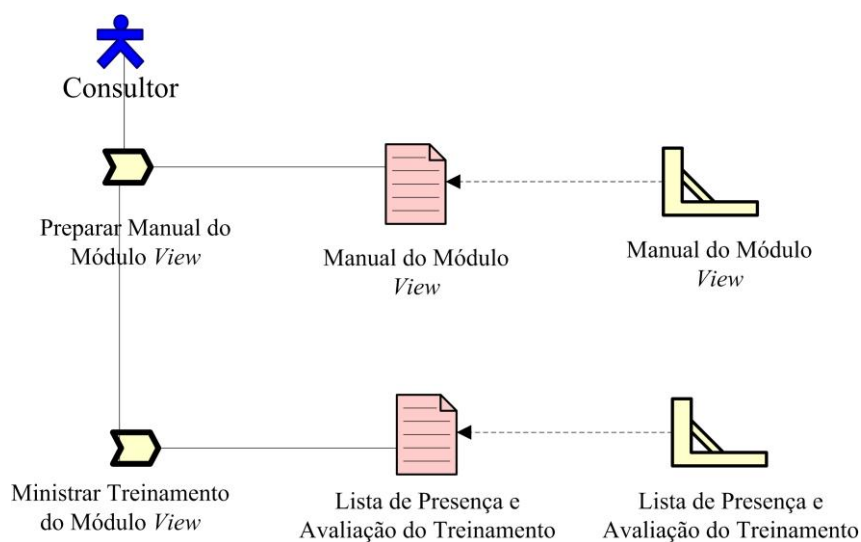 Consultor
Preparar Manual do
Módulo View
Manual do Módulo
View
Manual do Módulo
View
Ministrar Treinamento
do Módulo View
Lista de Presença e
Avaliação do Treinamento
Lista de Presença e
Avaliação do Treinamento